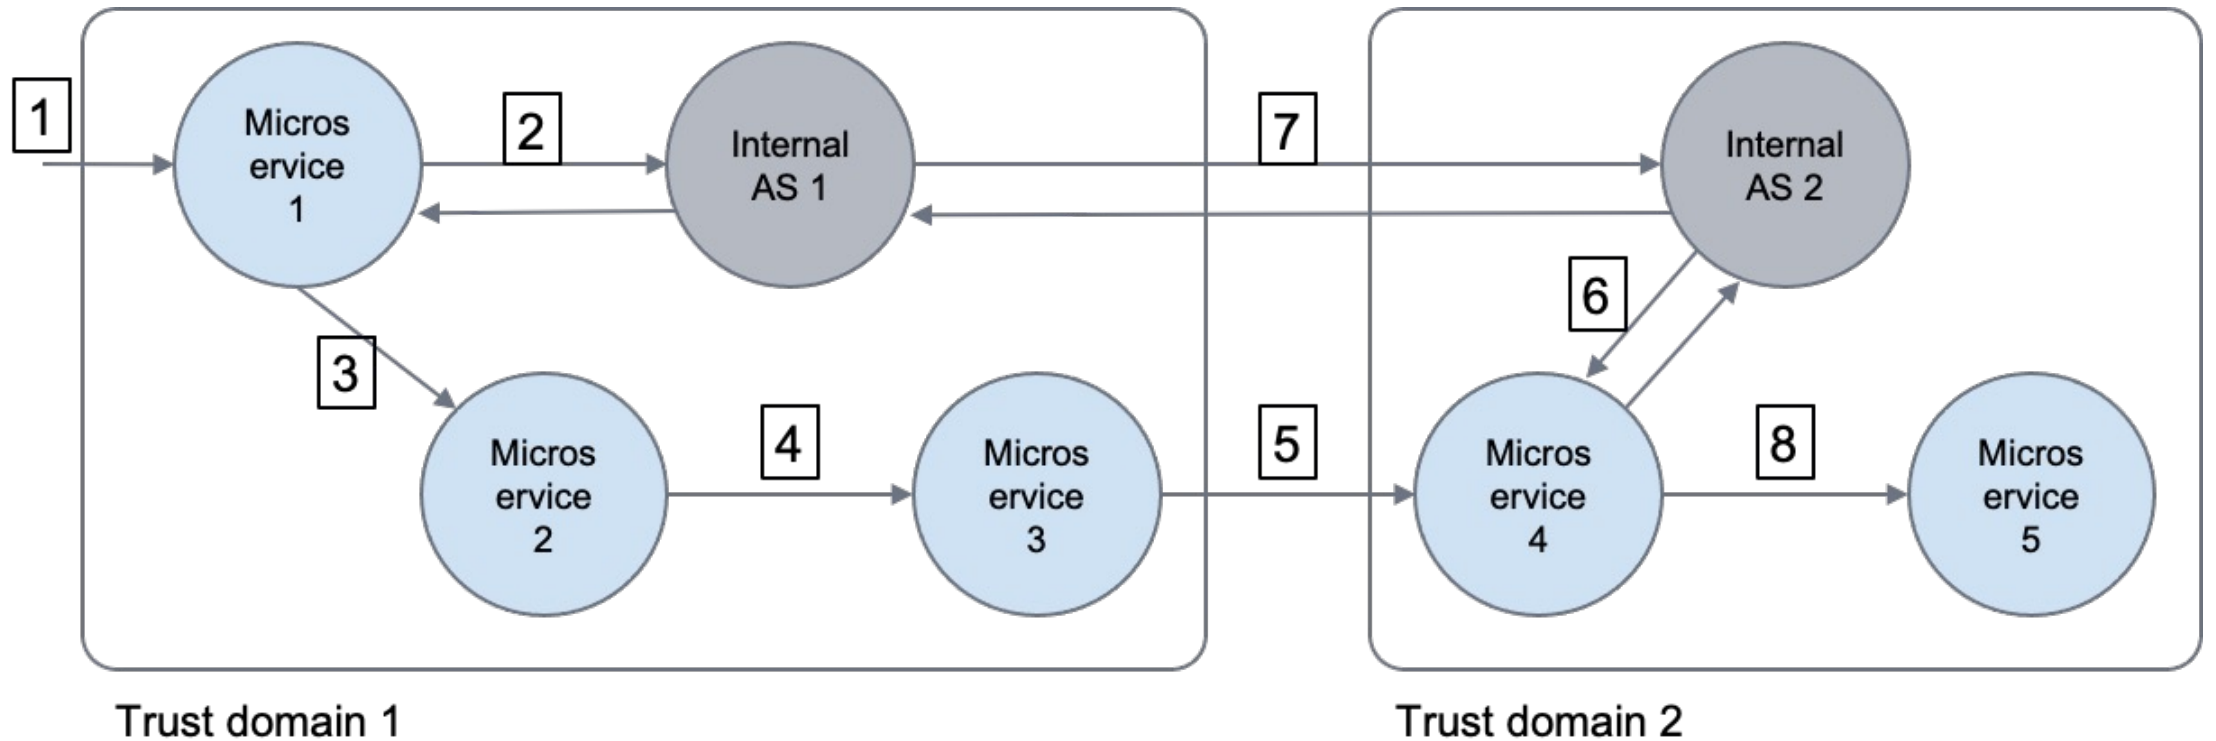 1
Micros
ervice
1
2
Internal
AS 1
7
Internal
AS 2
3
6
Micros
ervice
2
4
Micros
ervice
3
5
Micros
ervice
4
8
Micros
ervice
5
Trust domain 1
Trust domain 2